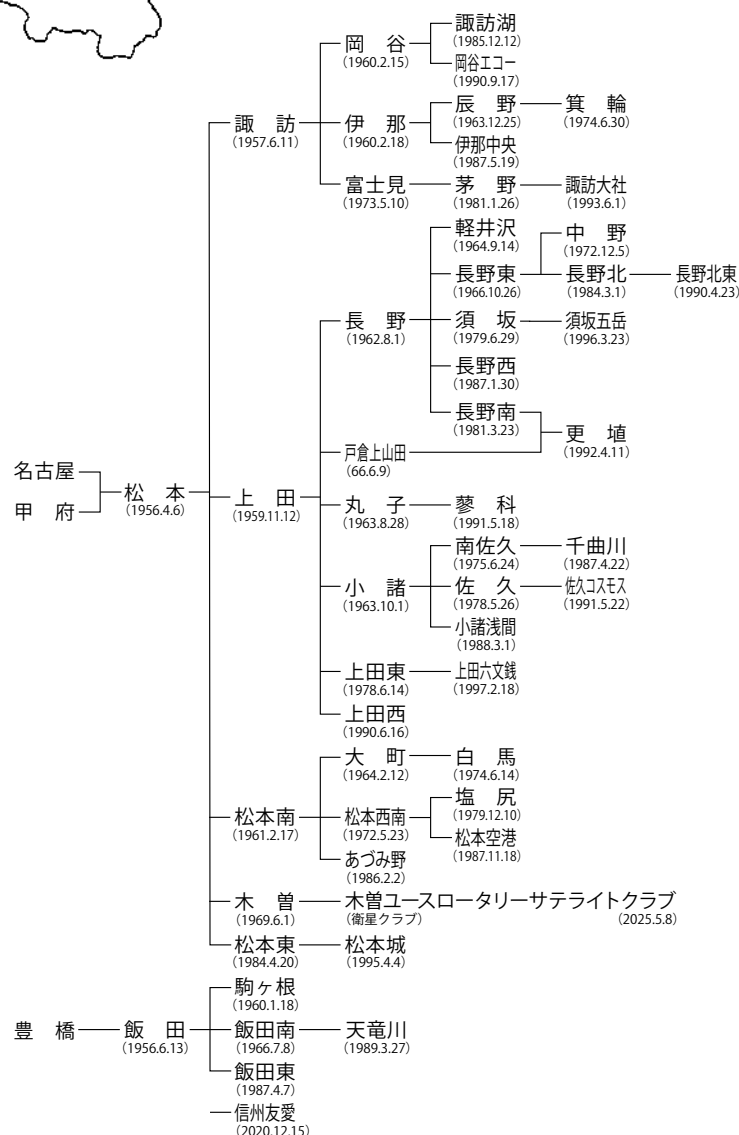 諏訪湖
(1985.12.12)
岡 谷
(1960.2.15)
岡谷エコー
(1990.9.17)
辰 野
(1963.12.25)
箕 輪
(1974.6.30)
諏 訪
(1957.6.11)
伊 那
(1960.2.18)
伊那中央
(1987.5.19)
富士見
(1973.5.10)
茅 野
(1981.1.26)
諏訪大社
(1993.6.1)
軽井沢
(1964.9.14)
中 野
(1972.12.5)
長野東
(1966.10.26)
長野北
(1984.3.1)
長野北東
(1990.4.23)
長 野
(1962.8.1)
須 坂
(1979.6.29)
須坂五岳
(1996.3.23)
長野西
(1987.1.30)
長野南
(1981.3.23)
更 埴
(1992.4.11)
戸倉上山田
(66.6.9)
名古屋
甲 府
松 本
(1956.4.6)
上 田
(1959.11.12)
丸 子
(1963.8.28)
蓼 科
(1991.5.18)
南佐久
(1975.6.24)
千曲川
(1987.4.22)
小 諸
(1963.10.1)
佐 久
(1978.5.26)
佐久コスモス
(1991.5.22)
小諸浅間
(1988.3.1)
上田東
(1978.6.14)
上田六文銭
(1997.2.18)
上田西
(1990.6.16)
大 町
(1964.2.12)
白 馬
(1974.6.14)
松本南
(1961.2.17)
松本西南
(1972.5.23)
塩 尻
(1979.12.10)
松本空港
(1987.11.18)
あづみ野
(1986.2.2)
木 曽
(1969.6.1)
木曽ユースロータリーサテライトクラブ
(衛星クラブ) (2025.5.8)
松本東
(1984.4.20)
松本城
(1995.4.4)
駒ヶ根
(1960.1.18)
豊 橋
飯 田
(1956.6.13)
飯田南
(1966.7.8)
天竜川
(1989.3.27)
飯田東
(1987.4.7)
信州友愛
(2020.12.15)